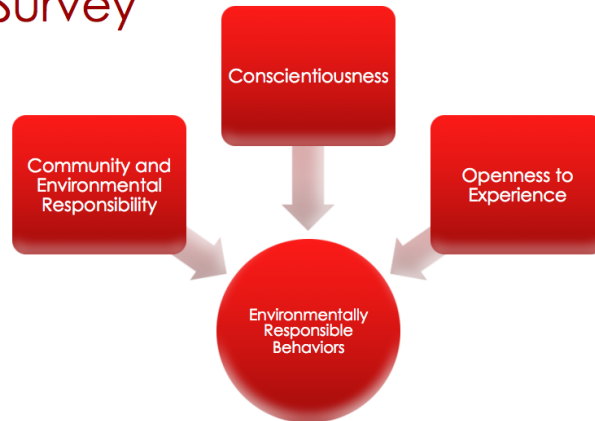 Survey
Conscientiousness
Community and
Environmental
Responsibility
Openness to
Experience
Environmentally
Responsible
Behaviors